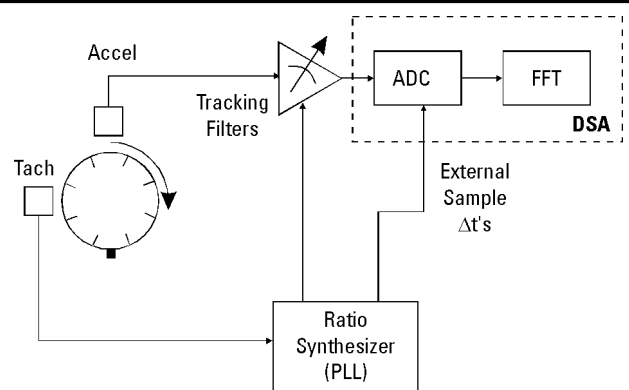 Accel
Tracking
Filters
ADC
FFT
DSA
Tach
External
Sample
Δt's
Ratio
Synthesizer
(PLL)